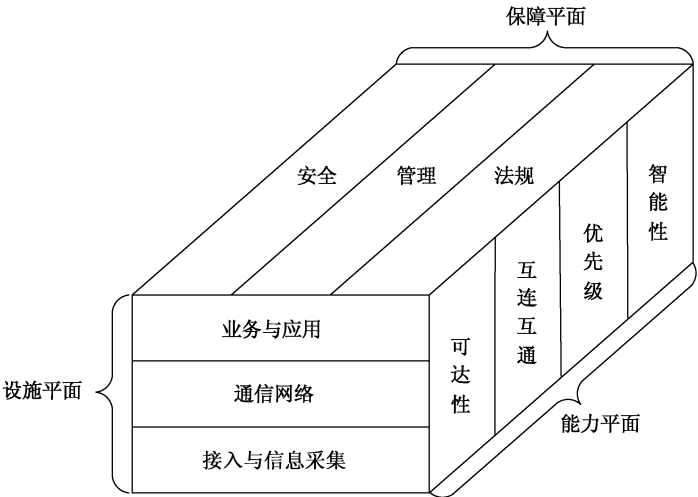 保障平面
安全
管理
法规
智能性
优先级
互连互通
可达性
业务与应用
通信网络
接入与信息采集
设施平面
能力平面